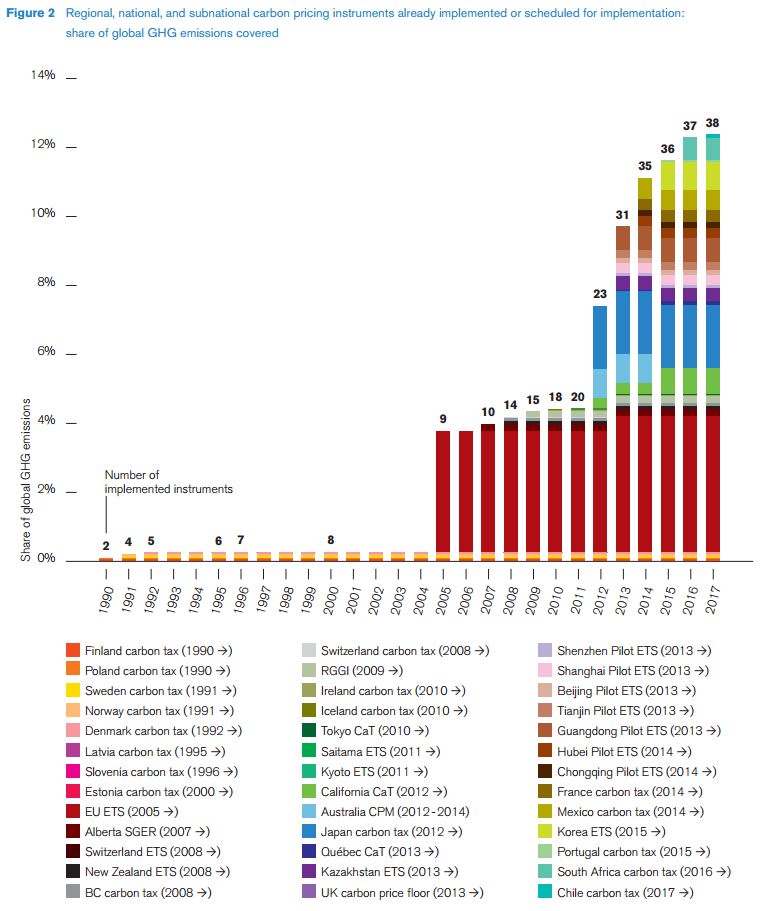 Figure 2 Regional, national, and subnational carbon pricing instruments already implemented or scheduled for implementation:
share of global GHG emissions covered
14%
12%
10%
8%
6%
4%
2%
0%
Share of global GHG emissions
Number of
implemented instruments
2
4
5
6
7
8
9
10
14
15
18
20
23
31
35
36
37
38
1990
1991
1992
1993
1994
1995
1996
1997
1998
1999
2000
2001
2002
2003
2004
2005
2006
2007
2008
2009
2010
2011
2012
2013
2014
2015
2016
2017
Finland carbon tax (1990 →)
Poland carbon tax (1990 →)
Sweden carbon tax (1991 →)
Norway carbon tax (1991 →)
Denmark carbon tax (1992 →)
Latvia carbon tax (1995 →)
Slovenia carbon tax (1996 →)
Estonia carbon tax (2000 →)
EU ETS (2005 →)
Alberta SGER (2007 →)
Switzerland ETS (2008 →)
New Zealand ETS (2008 →)
BC carbon tax (2008 →)
Switzerland carbon tax (2008 →)
RGGI (2009 →)
Ireland carbon tax (2010 →)
Iceland carbon tax (2010 →)
Tokyo CaT (2010 →)
Saitama ETS (2011 →)
Kyoto ETS (2011 →)
California CaT (2012 →)
Australia CPM (2012-2014)
Japan carbon tax (2012 →)
Québec CaT (2013 →)
Kazakhstan ETS (2013 →)
UK carbon price floor (2013 →)
Shenzhen Pilot ETS (2013 →)
Shanghai Pilot ETS (2013 →)
Beijing Pilot ETS (2013 →)
Tianjin Pilot ETS (2013 →)
Guangdong Pilot ETS (2013 →)
Hubei Pilot ETS (2014 →)
Chongqing Pilot ETS (2014 →)
France carbon tax (2014 →)
Mexico carbon tax (2014 →)
Korea ETS (2015 →)
Portugal carbon tax (2015 →)
South Africa carbon tax (2016 →)
Chile carbon tax (2017 →)